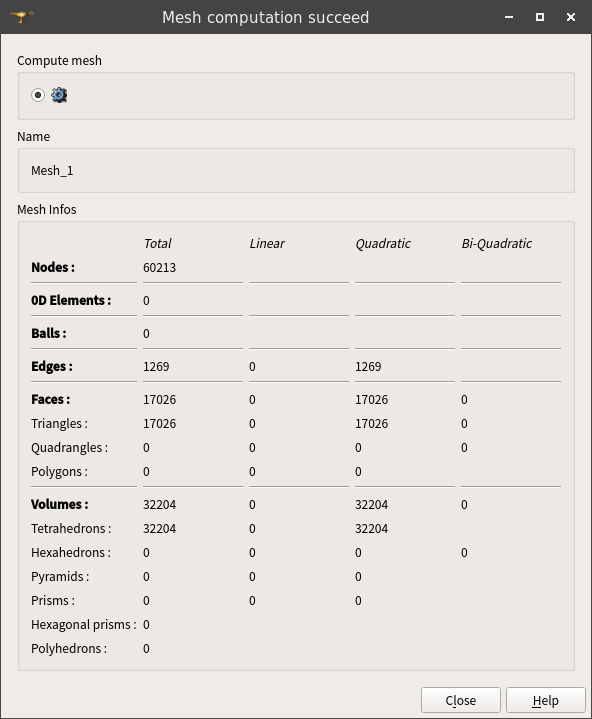 Mesh computation succeed
Compute mesh
Name
Mesh_1
Mesh Infos
Total Linear Quadratic Bi-Quadratic
Nodes : 60213
0D Elements : 0
Balls : 0
Edges : 1269 0 1269
Faces : 17026 0 17026 0
Triangles : 17026 0 17026 0
Quadrangles : 0 0 0 0
Polygons : 0 0 0
Volumes : 32204 0 32204 0
Tetrahedrons : 32204 0 32204
Hexahedrons : 0 0 0 0
Pyramids : 0 0 0
Prisms : 0 0 0
Hexagonal prisms : 0
Polyhedrons : 0
Close Help